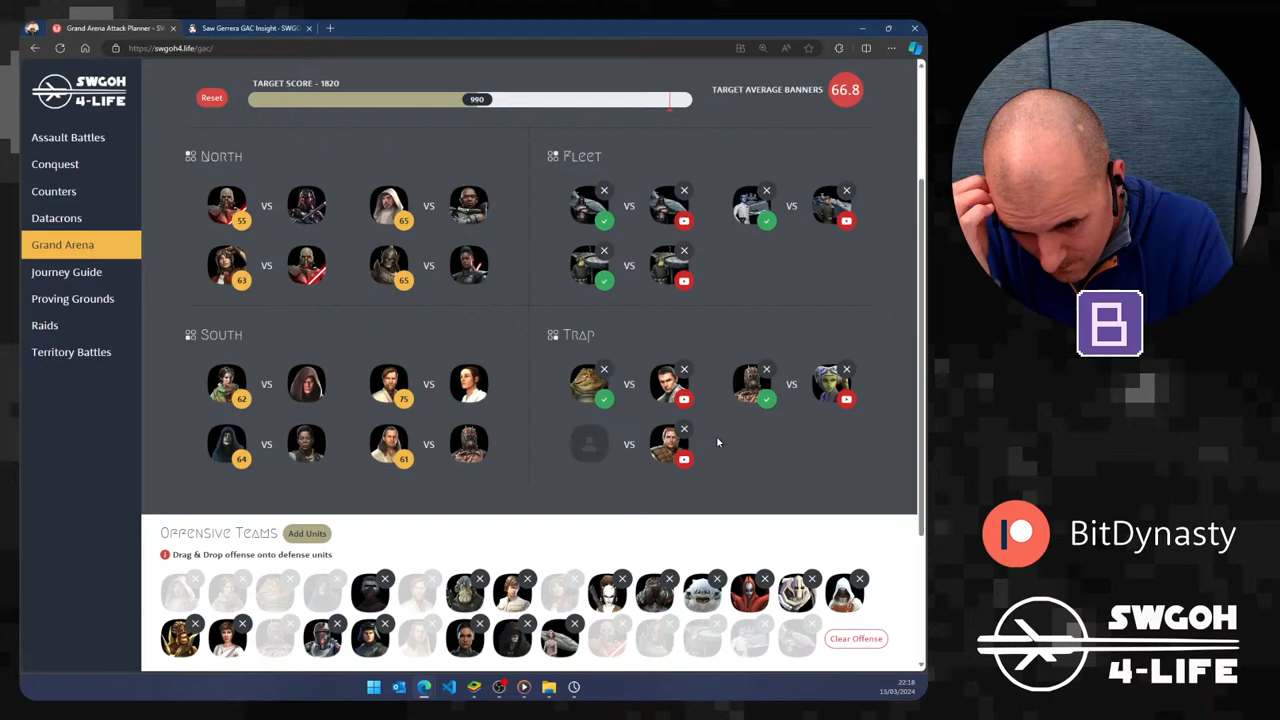 Grand Arena Attack Planner - SW
Saw Gerrera GAC Insight - SWGO
https://swgoh4.life/gac/
SWGOH
4-LIFE
Assault Battles
Conquest
Counters
Datacrons
Grand Arena
Journey Guide
Proving Grounds
Raids
Territory Battles
Reset
TARGET SCORE - 1820
990
TARGET AVERAGE BANNERS
66.8
North
55
VS
65
VS
63
VS
65
VS
Fleet
VS
VS
VS
South
62
VS
75
VS
64
VS
61
VS
Trap
VS
VS
VS
Offensive Teams
Add Units
Drag & Drop offense onto defense units
Clear Offense
22:18
15/03/2024
B
BitDynasty
SWGOH
4-LIFE